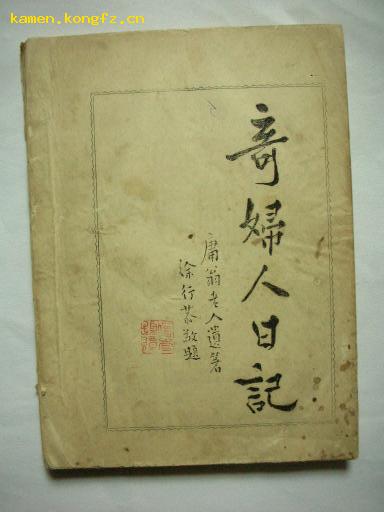 kamen.kongfz.cn
奇婦人日記
庸翁老人遺著
徐行恭敬題